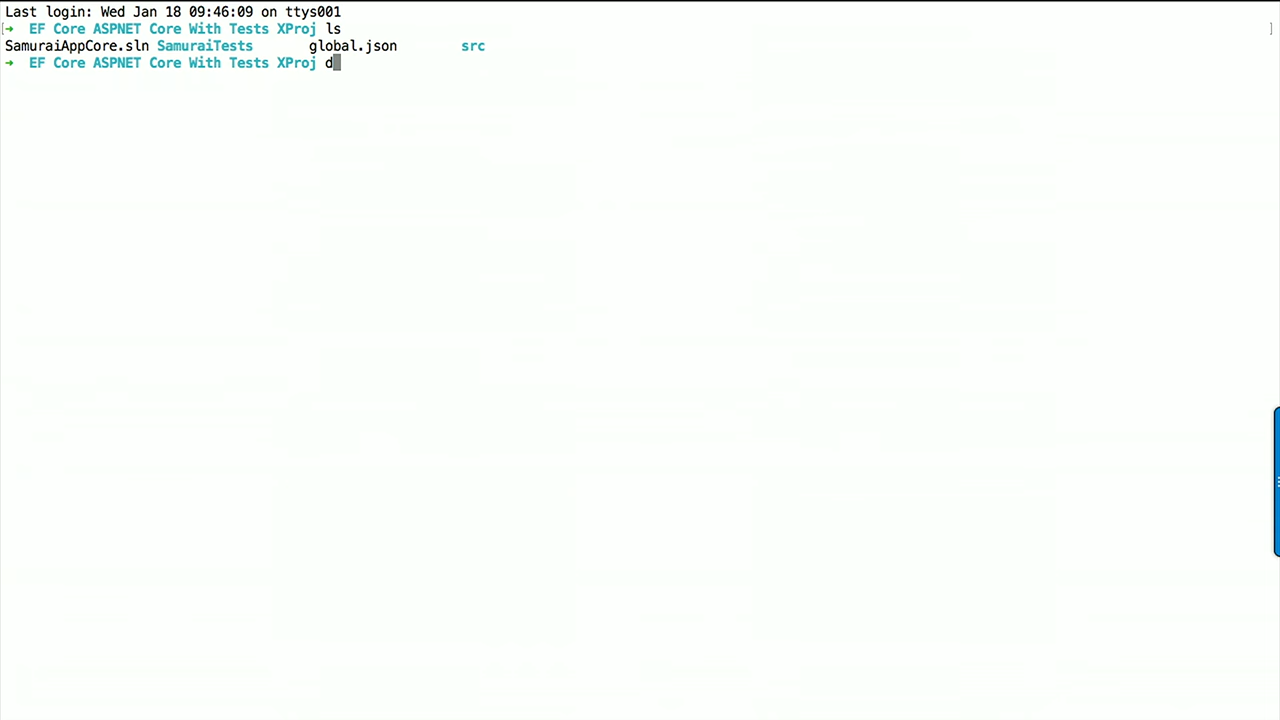 Last login: Wed Jan 18 09:46:09 on ttys001
[➜  EF Core ASPNET Core With Tests XProj ls ]
SamuraiAppCore.sln SamuraiTests       global.json        src
➜  EF Core ASPNET Core With Tests XProj d